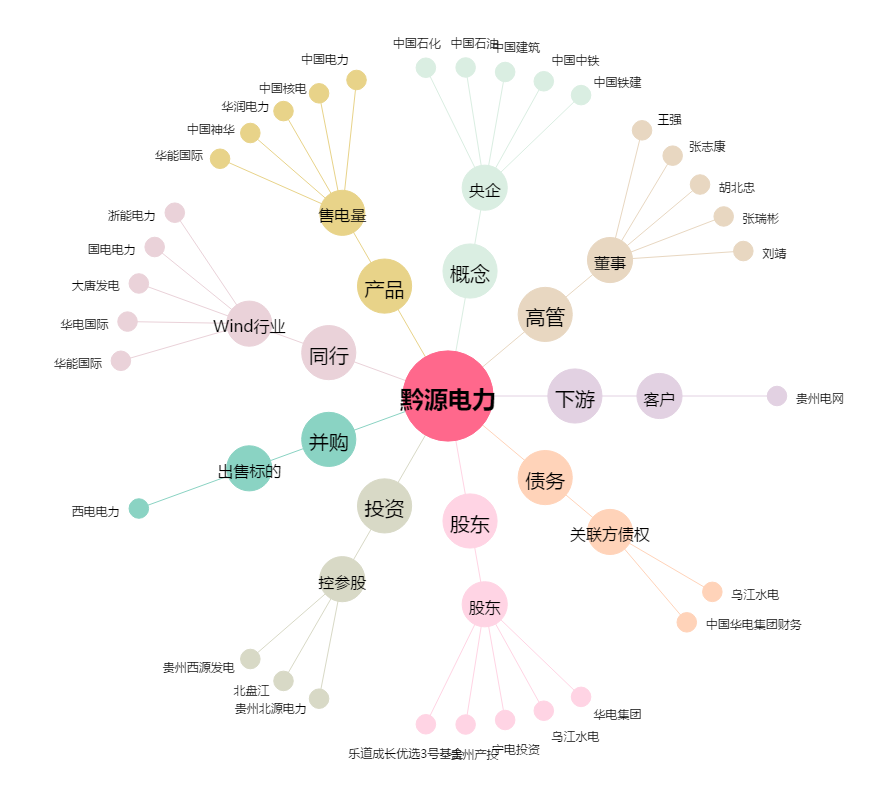 中国石化
中国石油
中国建筑
中国中铁
中国铁建
央企
概念
中国电力
中国核电
华润电力
中国神华
华能国际
售电量
产品
王强
张志康
胡北忠
张瑞彬
刘靖
董事
高管
浙能电力
国电电力
大唐发电
华电国际
华能国际
Wind行业
同行
黔源电力
下游
客户
贵州电网
并购
出售标的
西电电力
债务
关联方债权
乌江水电
中国华电集团财务
投资
控参股
贵州西源发电
北盘江
贵州北源电力
股东
股东
华电集团
乌江水电
宁电投资
贵州产投
乐道成长优选3号基金